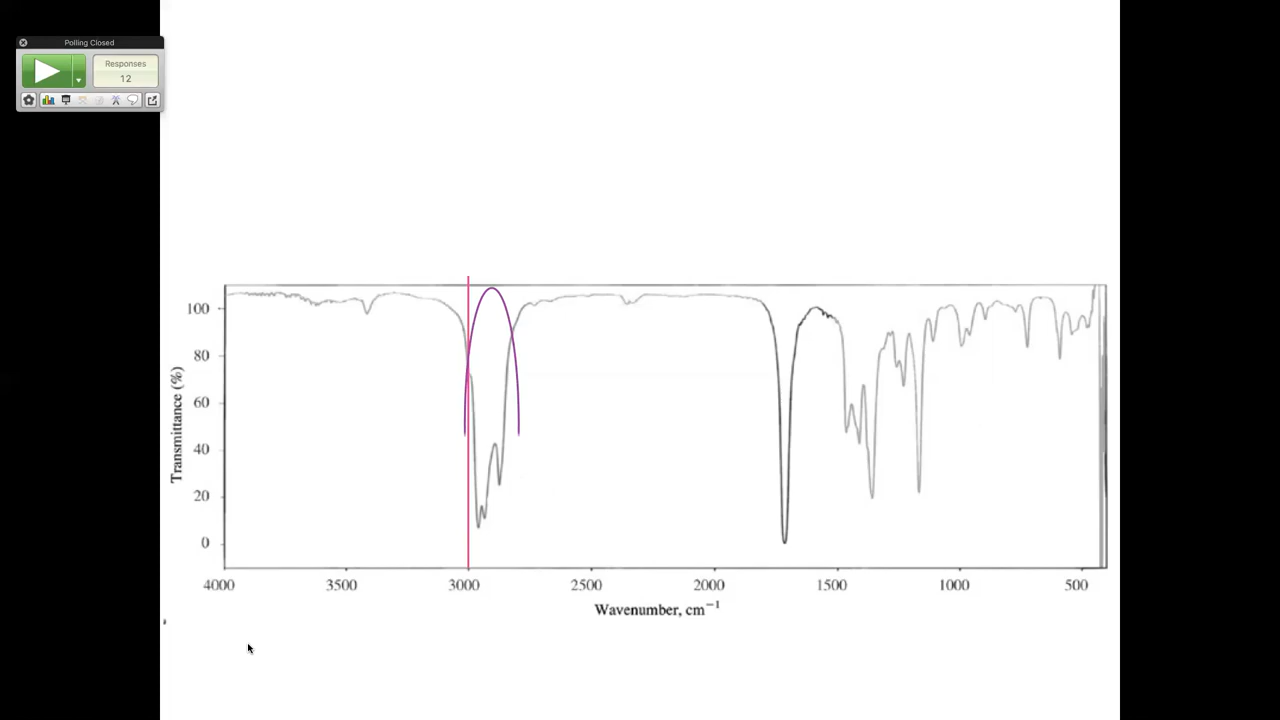 Polling Closed
Responses
12
100
80
60
40
20
0
Transmittance (%)
4000 3500 3000 2500 2000 1500 1000 500
Wavenumber, cm⁻¹